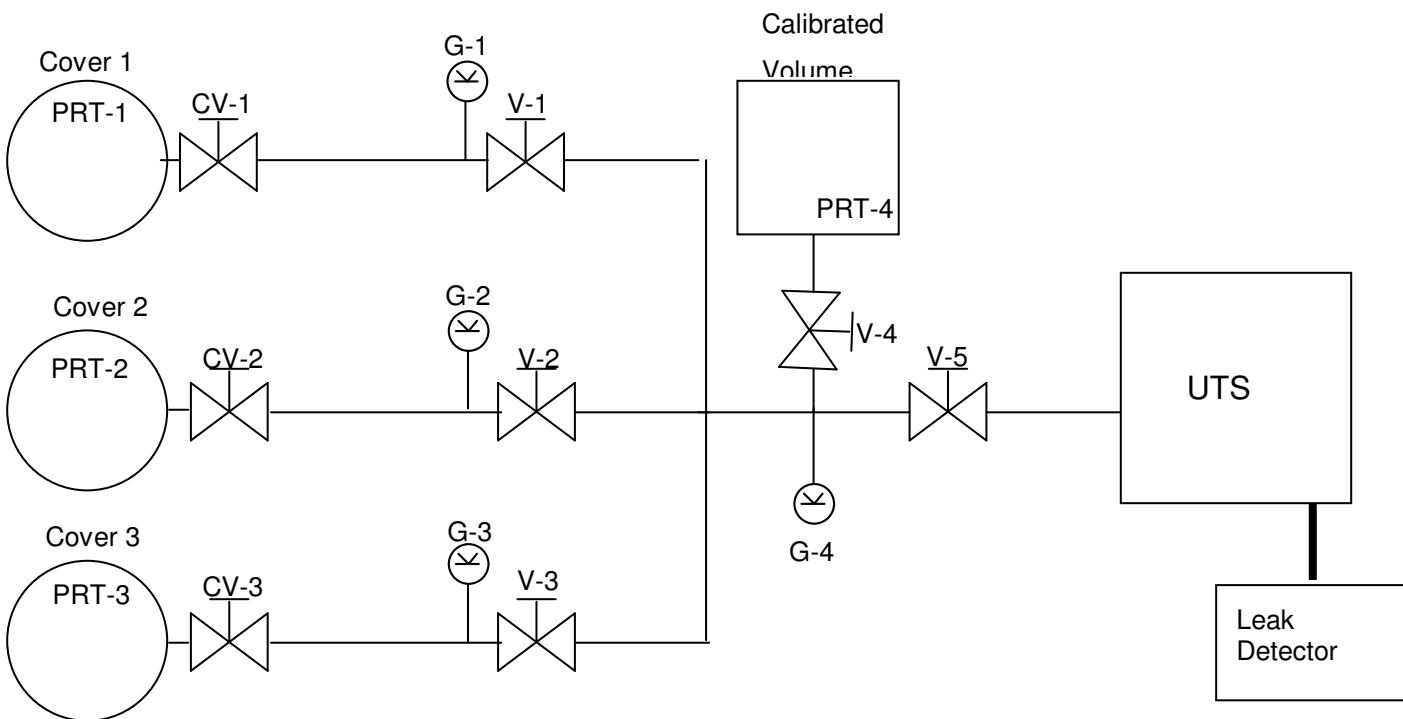 Calibrated
Volume
Cover 1
PRT-1
CV-1
G-1
V-1
PRT-4
Cover 2
PRT-2
CV-2
G-2
V-2
V-4
V-5
UTS
G-4
Cover 3
PRT-3
CV-3
G-3
V-3
Leak
Detector